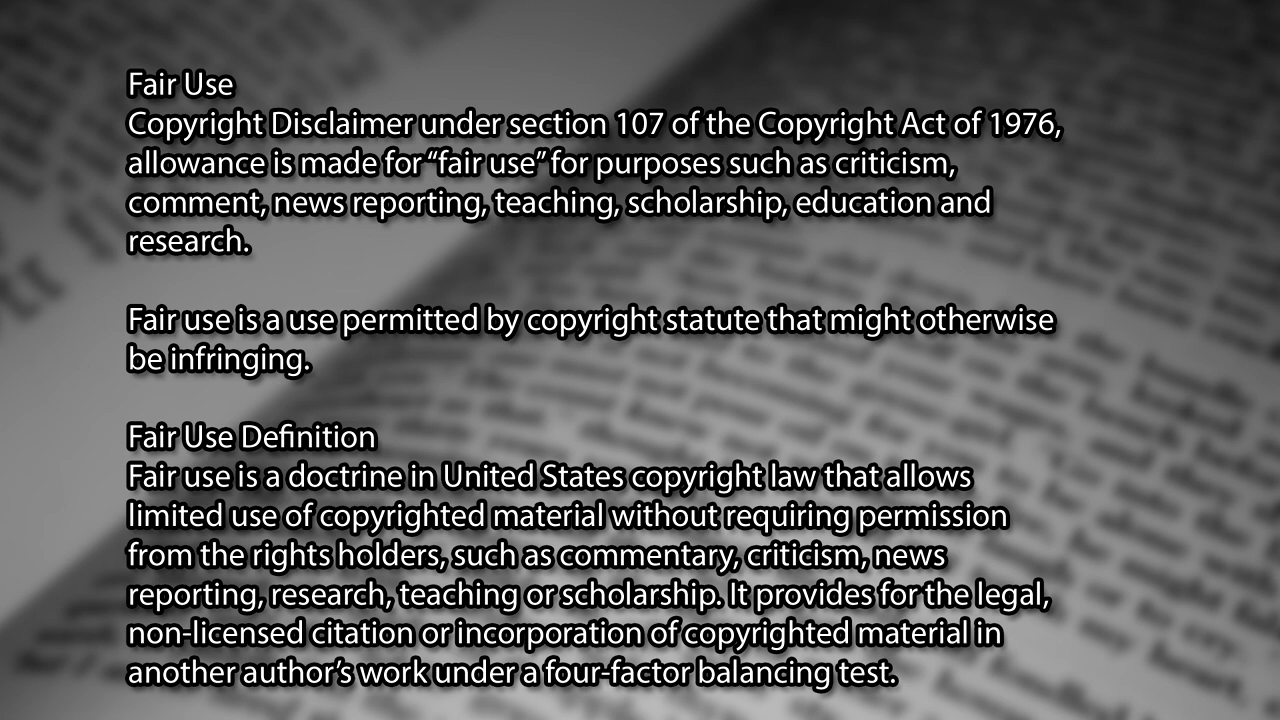 Fair Use
Copyright Disclaimer under section 107 of the Copyright Act of 1976,
allowance is made for “fair use” for purposes such as criticism,
comment, news reporting, teaching, scholarship, education and
research.
Fair use is a use permitted by copyright statute that might otherwise
be infringing.
Fair Use Definition
Fair use is a doctrine in United States copyright law that allows
limited use of copyrighted material without requiring permission
from the rights holders, such as commentary, criticism, news
reporting, research, teaching or scholarship. It provides for the legal,
non-licensed citation or incorporation of copyrighted material in
another author’s work under a four-factor balancing test.